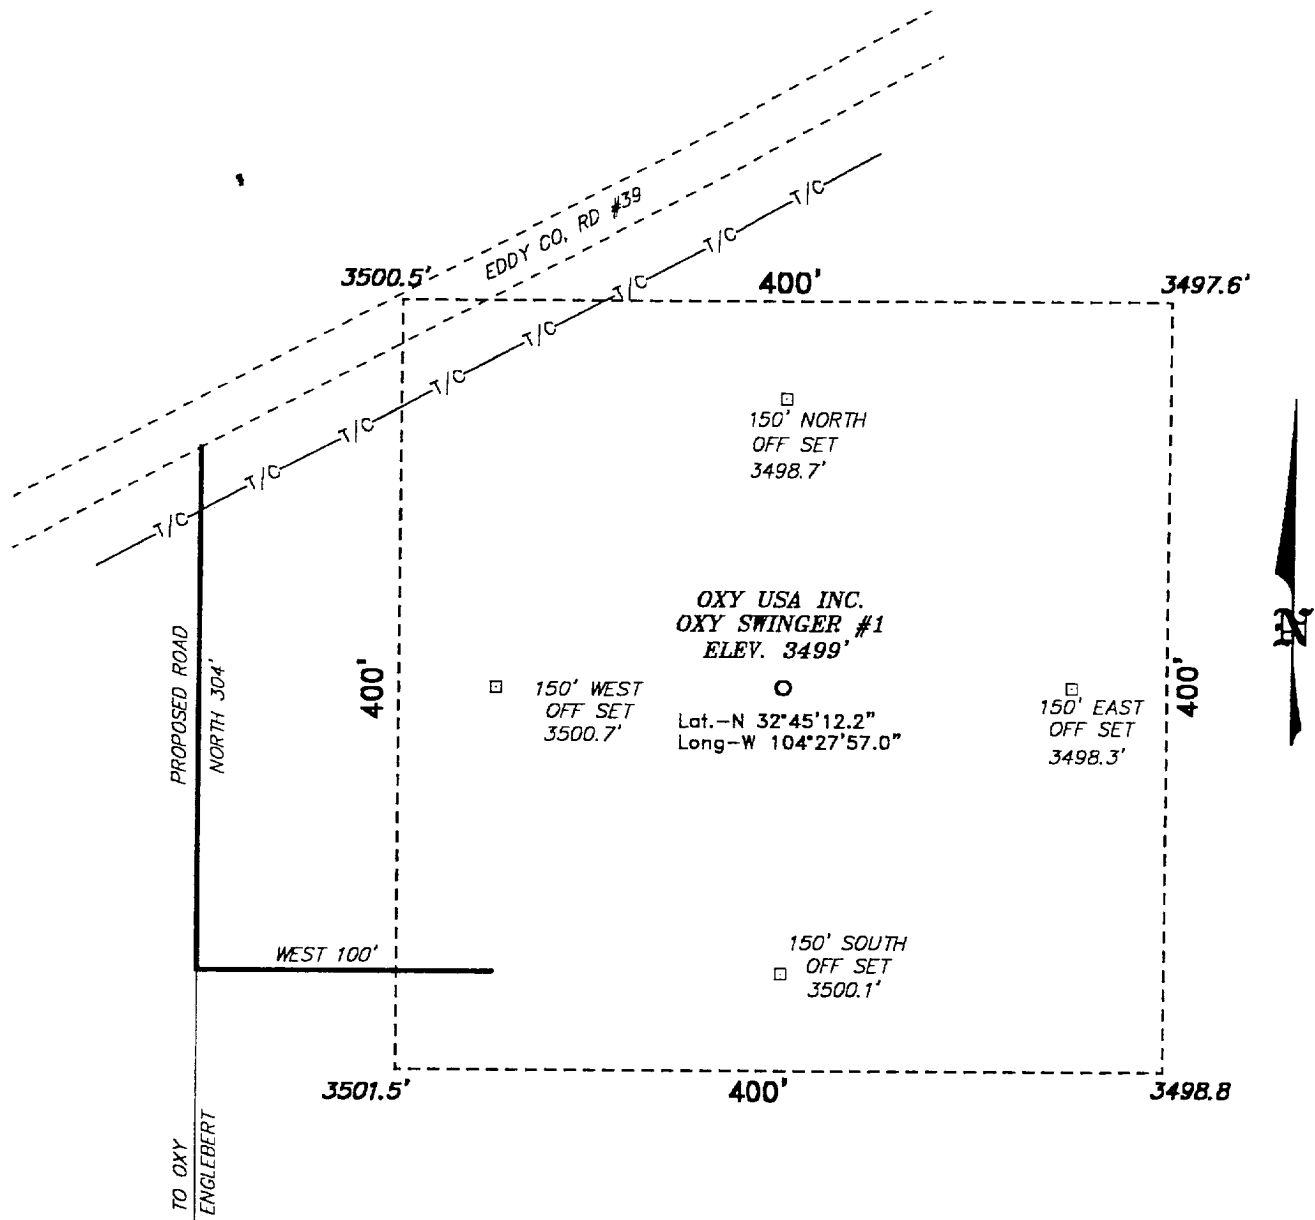 EDDY CO. RD #39
T/C
T/C
T/C
T/C
T/C
T/C
T/C
T/C
3500.5'
400'
3497.6'
150' NORTH
OFF SET
3498.7'
OXY USA INC.
OXY SWINGER #1
ELEV. 3499'
Lat.-N 32°45'12.2"
Long-W 104°27'57.0"
150' WEST
OFF SET
3500.7'
150' EAST
OFF SET
3498.3'
400'
400'
N
PROPOSED ROAD
NORTH 304'
WEST 100'
150' SOUTH
OFF SET
3500.1'
3501.5'
400'
3498.8
TO OXY
ENGLEBERT